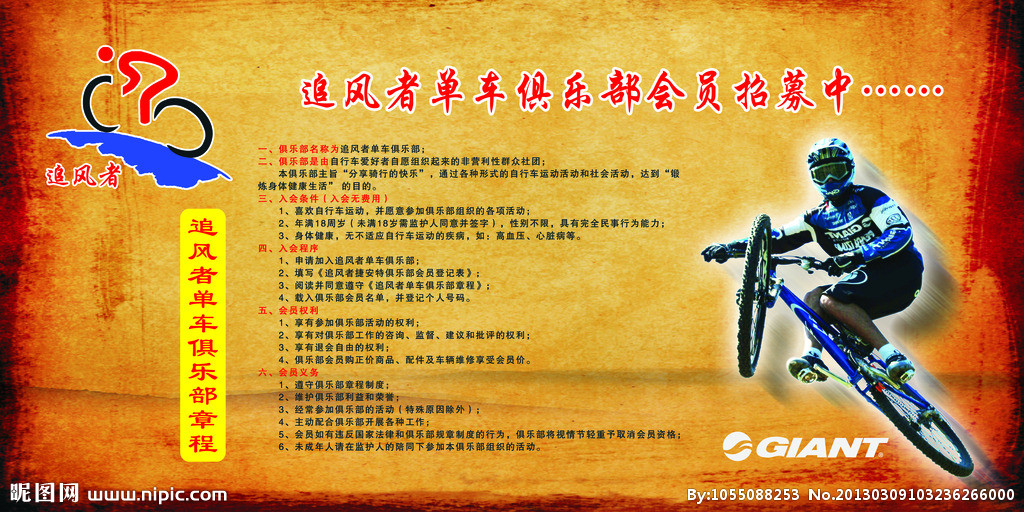 追风者单车俱乐部会员招募中……
追风者
追风者单车俱乐部章程
一、俱乐部名称为追风者单车俱乐部；
二、俱乐部是由自行车爱好者自愿组织起来的非营利性群众社团；
本俱乐部主旨“分享骑行的快乐”，通过各种形式的自行车运动活动和社会活动，达到“锻
炼身体健康生活” 的目的。
三、入会条件（入会无费用）
1、喜欢自行车运动，并愿意参加俱乐部组织的各项活动；
2、年满18周岁（未满18岁需监护人同意并签字），性别不限，具有完全民事行为能力；
3、身体健康，无不适应自行车运动的疾病，如：高血压、心脏病等。
四、入会程序
1、申请加入追风者单车俱乐部；
2、填写《追风者捷安特俱乐部会员登记表》；
3、阅读并同意遵守《追风者单车俱乐部章程》；
4、载入俱乐部会员名单，并登记个人号码。
五、会员权利
1、享有参加俱乐部活动的权利；
2、享有对俱乐部工作的咨询、监督、建议和批评的权利；
3、享有退会自由的权利；
4、俱乐部会员购正价商品、配件及车辆维修享受会员价。
六、会员义务
1、遵守俱乐部章程制度；
2、维护俱乐部利益和荣誉；
3、经常参加俱乐部的活动（特殊原因除外）；
4、主动配合俱乐部开展各种工作；
5、会员如有违反国家法律和俱乐部规章制度的行为，俱乐部将视情节轻重予取消会员资格；
6、未成年人请在监护人的陪同下参加本俱乐部组织的活动。
GIANT
昵图网 www.nipic.com
By:1055088253 No.20130309103236266000